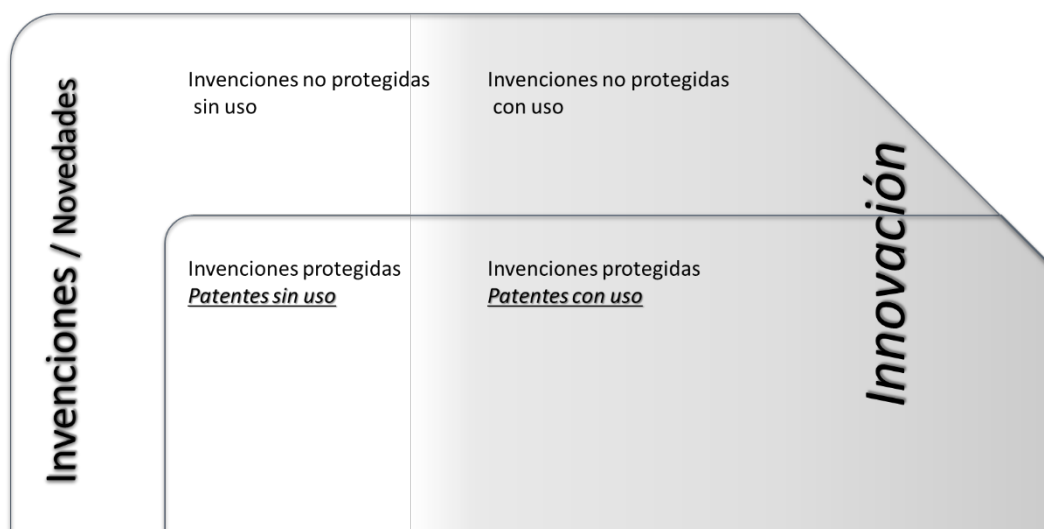 Invenciones / Novedades
Invenciones no protegidas
sin uso
Invenciones no protegidas
con uso
Innovación
Invenciones protegidas
Patentes sin uso
Invenciones protegidas
Patentes con uso